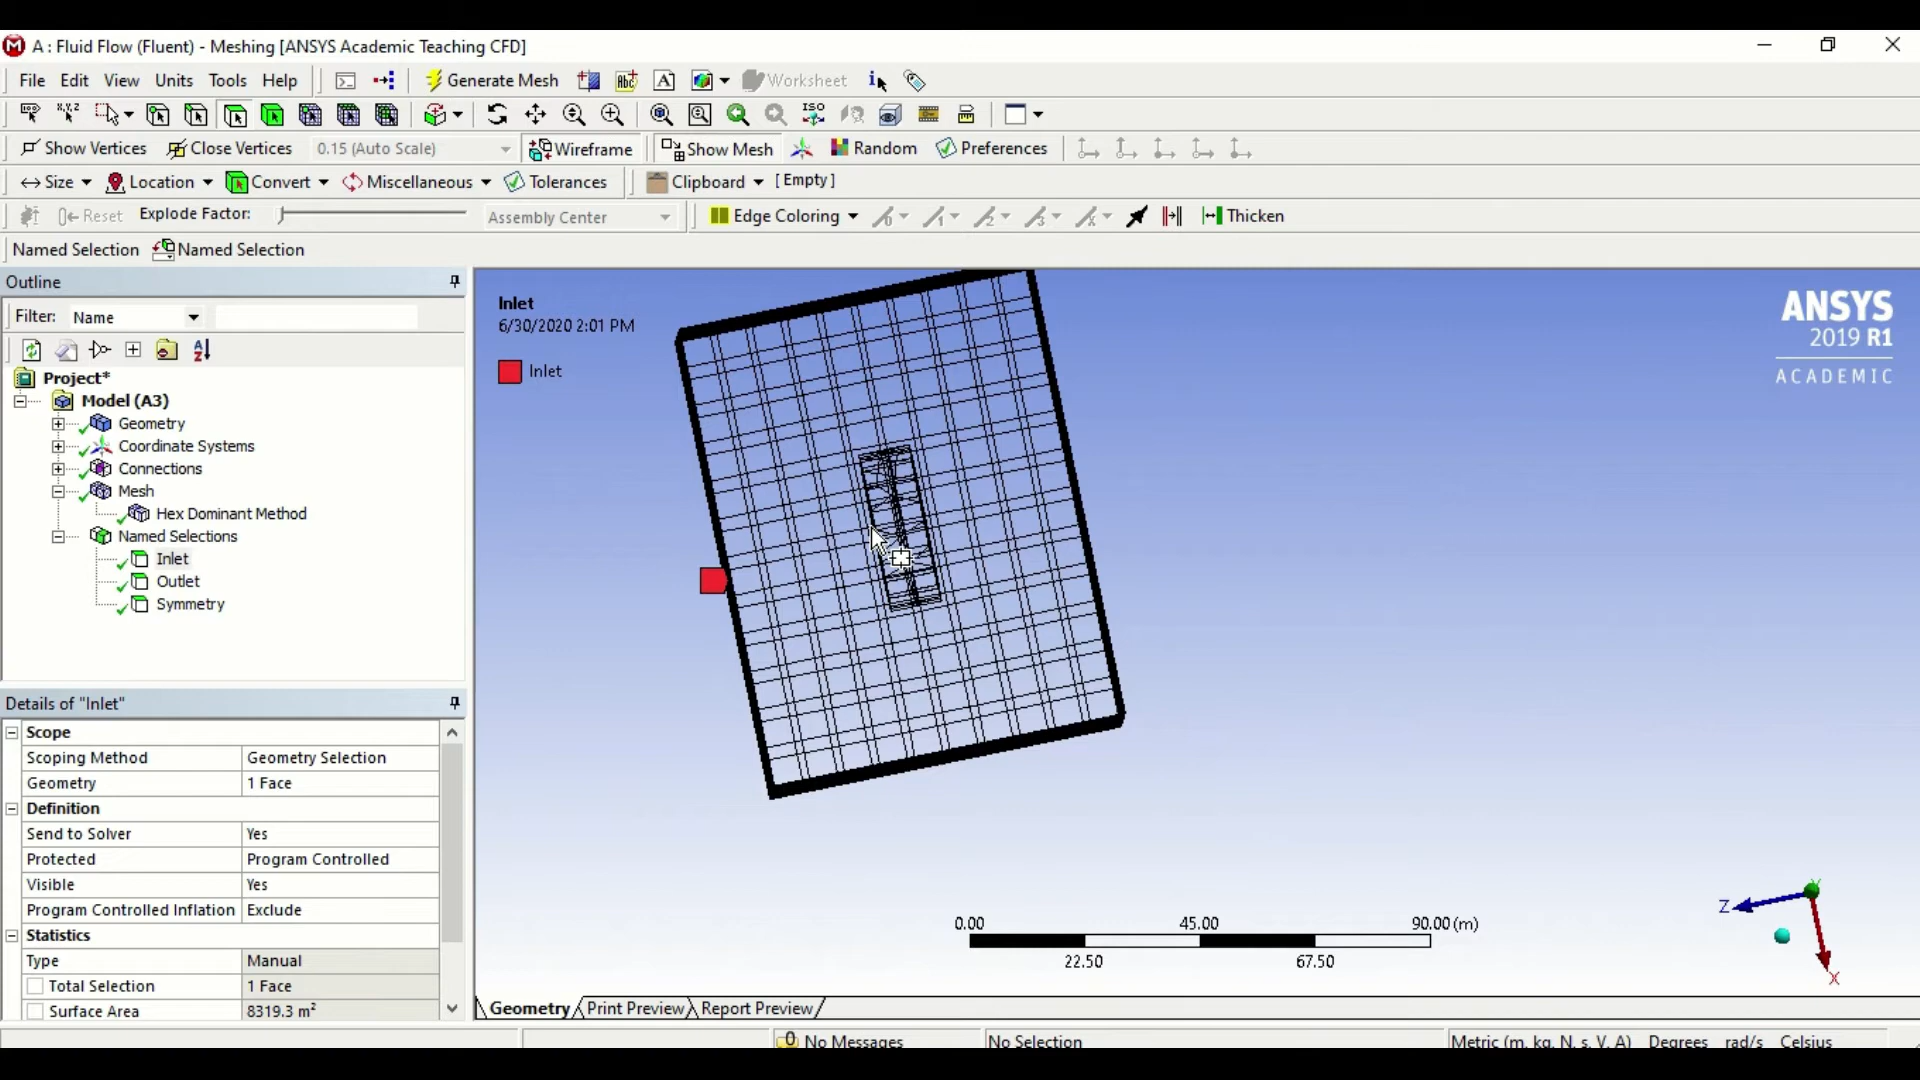 A : Fluid Flow (Fluent) - Meshing [ANSYS Academic Teaching CFD]
File Edit View Units Tools Help Generate Mesh Abc A Worksheet i
X,Y,Z ISO
Show Vertices Close Vertices 0.15 (Auto Scale) Wireframe Show Mesh Random Preferences
Size Location Convert Miscellaneous Tolerances Clipboard [ Empty ]
Reset Explode Factor: Assembly Center Edge Coloring Thicken
Named Selection Named Selection
Outline
Filter: Name
Project*
Model (A3)
Geometry
Coordinate Systems
Connections
Mesh
Hex Dominant Method
Named Selections
Inlet
Outlet
Symmetry
Details of "Inlet"
Scope
Scoping Method Geometry Selection
Geometry 1 Face
Definition
Send to Solver Yes
Protected Program Controlled
Visible Yes
Program Controlled Inflation Exclude
Statistics
Type Manual
Total Selection 1 Face
Surface Area 8319.3 m²
Inlet
6/30/2020 2:01 PM
Inlet
ANSYS
2019 R1
ACADEMIC
0.00 45.00 90.00 (m)
22.50 67.50
Z Y X
Geometry Print Preview Report Preview
0 No Messages No Selection Metric (m, kg, N, s, V, A) Degrees rad/s Celsius